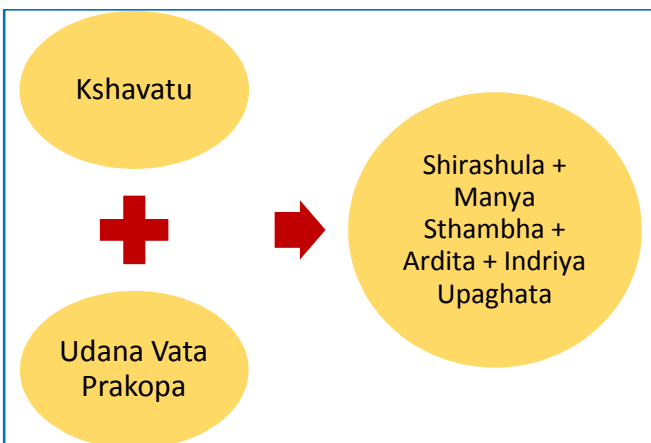 Kshavatu
Udana Vata
Prakopa
Shirashula +
Manya
Sthambha +
Ardita + Indriya
Upaghata